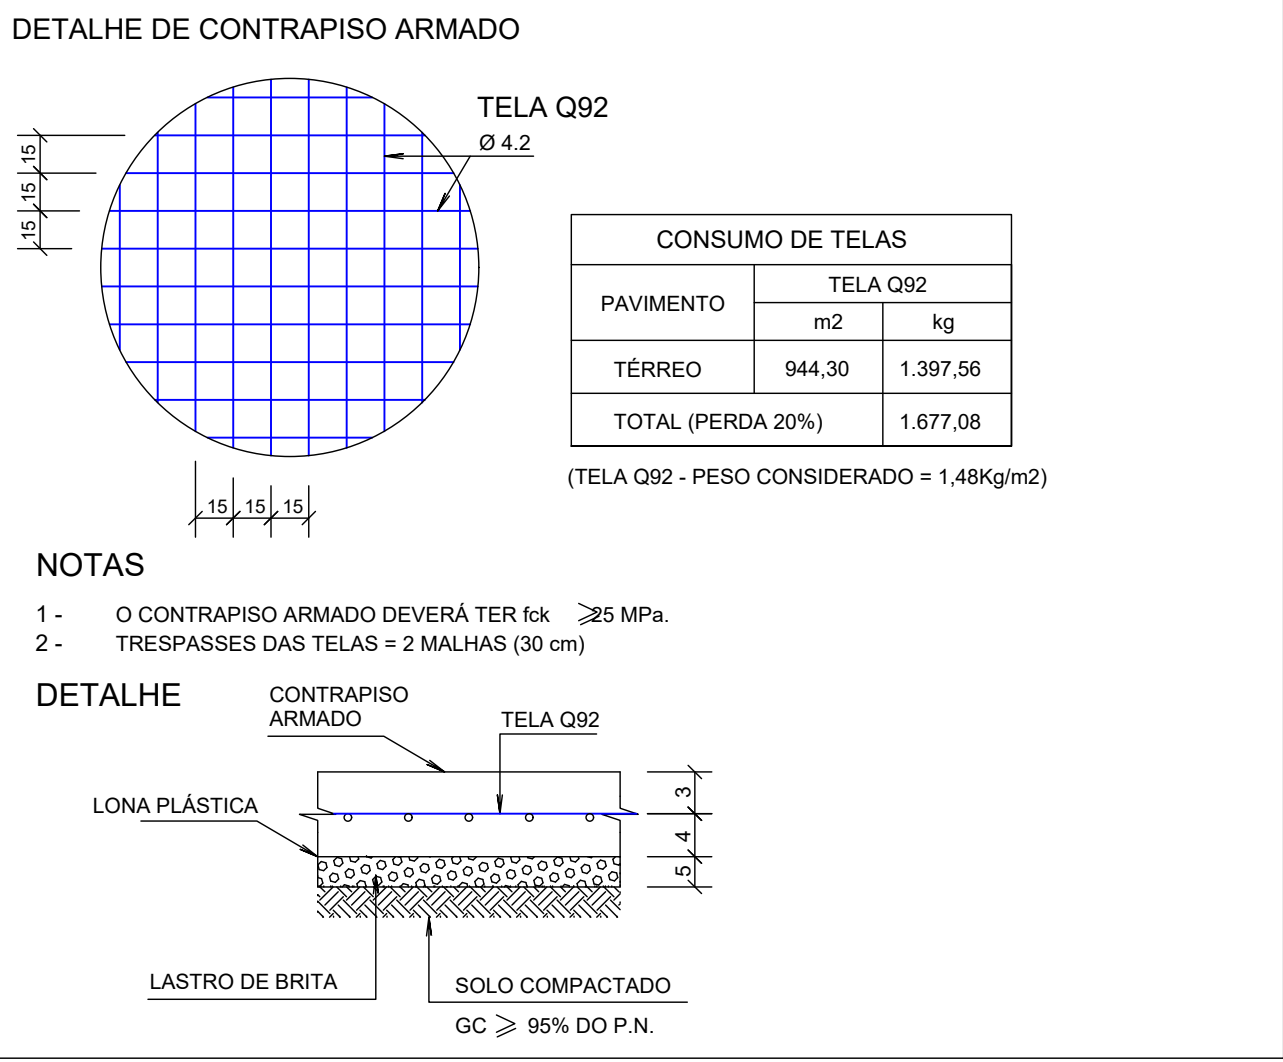 DETALHE DE CONTRAPISO ARMADO
TELA Q92
Ø 4.2
15
15
15
CONSUMO DE TELAS
PAVIMENTO
TELA Q92
m2 kg
TÉRREO 944,30 1.397,56
TOTAL (PERDA 20%) 1.677,08
(TELA Q92 - PESO CONSIDERADO = 1,48Kg/m2)
15 15 15
NOTAS
1 - O CONTRAPISO ARMADO DEVERÁ TER fck ⩾25 MPa.
2 - TRESPASSES DAS TELAS = 2 MALHAS (30 cm)
DETALHE
CONTRAPISO
ARMADO
TELA Q92
LONA PLÁSTICA
3
4
5
LASTRO DE BRITA
SOLO COMPACTADO
GC ⩾ 95% DO P.N.